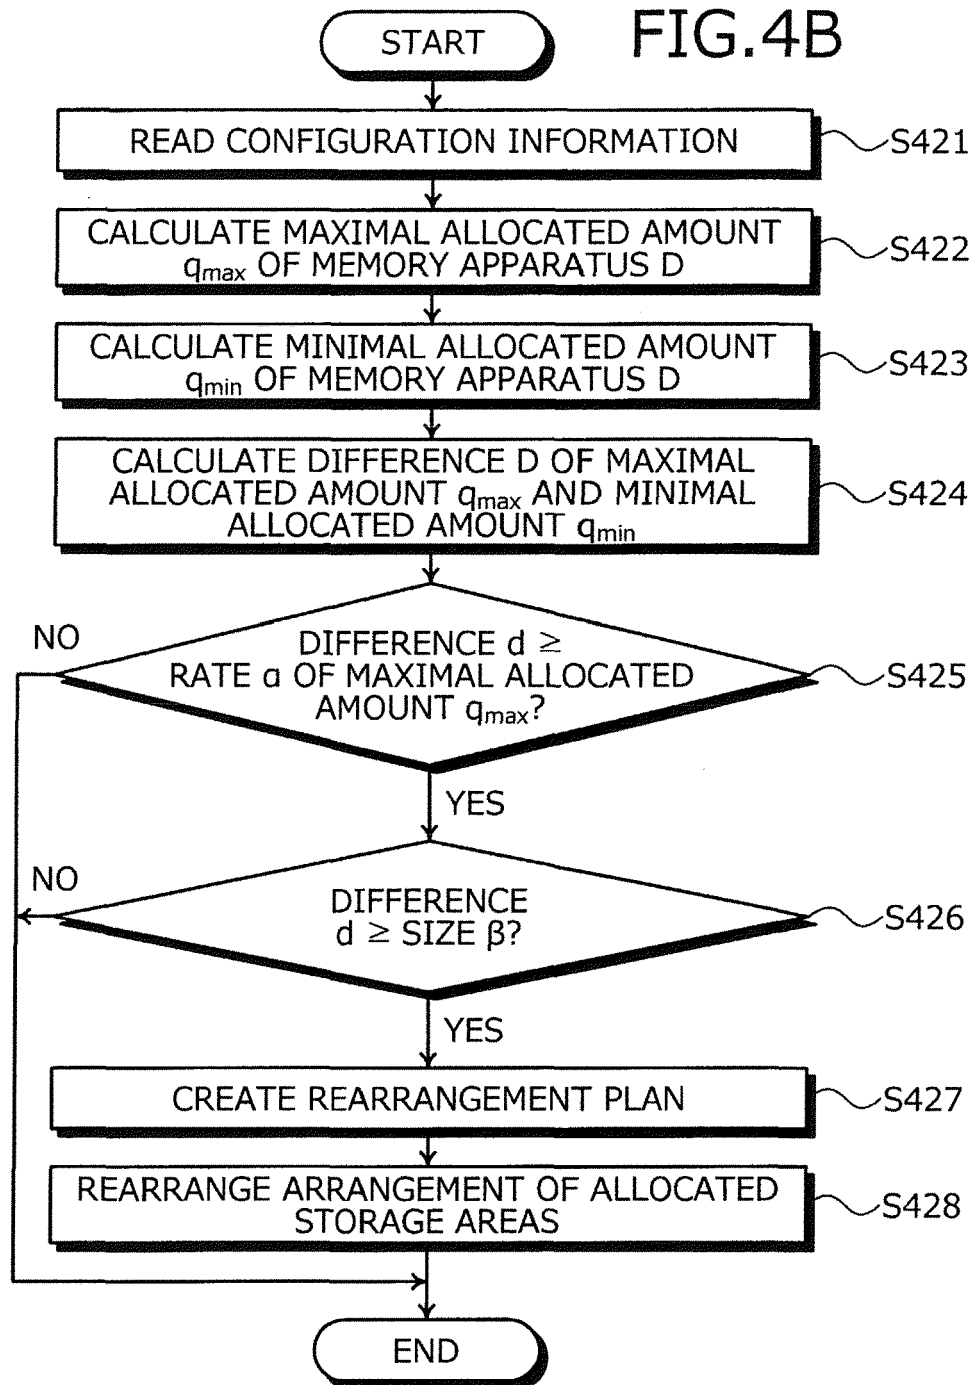 FIG.4B
START
READ CONFIGURATION INFORMATION
S421
CALCULATE MAXIMAL ALLOCATED AMOUNT
qmax OF MEMORY APPARATUS D
S422
CALCULATE MINIMAL ALLOCATED AMOUNT
qmin OF MEMORY APPARATUS D
S423
CALCULATE DIFFERENCE D OF MAXIMAL
ALLOCATED AMOUNT qmax AND MINIMAL
ALLOCATED AMOUNT qmin
S424
NO
DIFFERENCE d ≥
RATE α OF MAXIMAL ALLOCATED
AMOUNT qmax?
S425
YES
NO
DIFFERENCE
d ≥ SIZE β?
S426
YES
CREATE REARRANGEMENT PLAN
S427
REARRANGE ARRANGEMENT OF ALLOCATED
STORAGE AREAS
S428
END